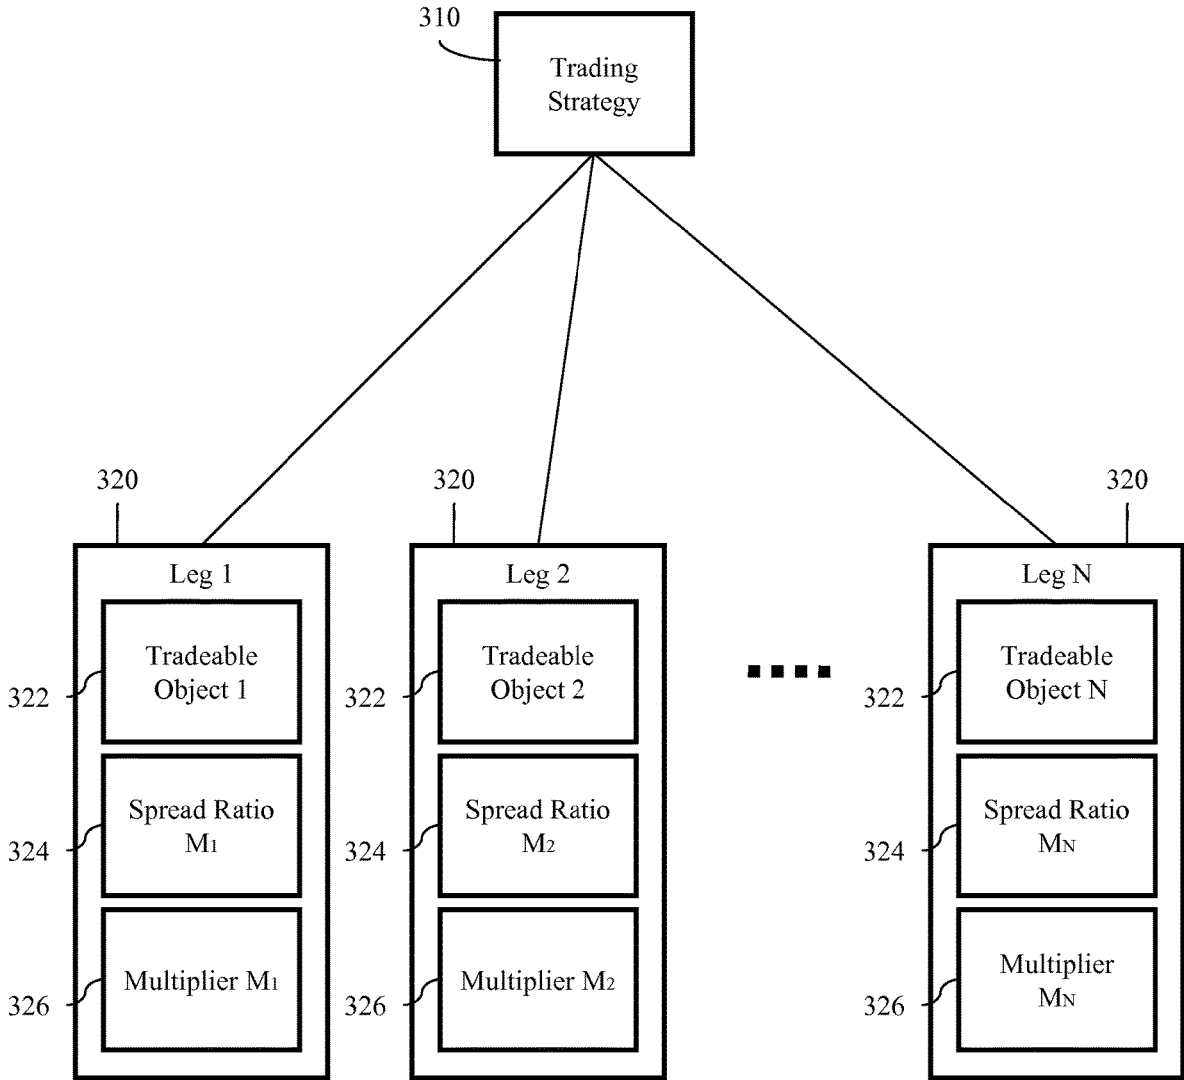 310
Trading
Strategy
320
320
320
Leg 1
Leg 2
Leg N
Tradeable
Object 1
Tradeable
Object 2
Tradeable
Object N
322
322
322
Spread Ratio
M1
Spread Ratio
M2
Spread Ratio
MN
324
324
324
Multiplier M1
Multiplier M2
Multiplier
MN
326
326
326